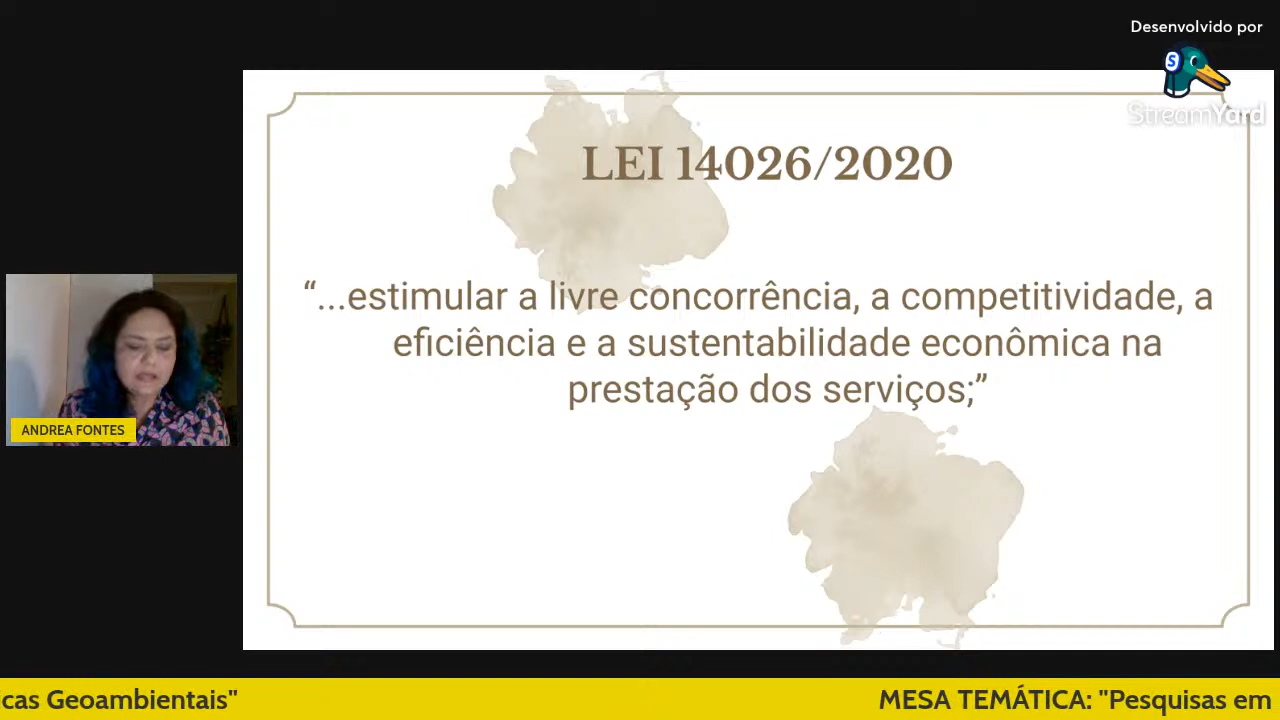 Desenvolvido por
StreamYard
LEI 14026/2020
“...estimular a livre concorrência, a competitividade, a
eficiência e a sustentabilidade econômica na
prestação dos serviços;”
ANDREA FONTES
icas Geoambientais"
MESA TEMÁTICA: "Pesquisas em